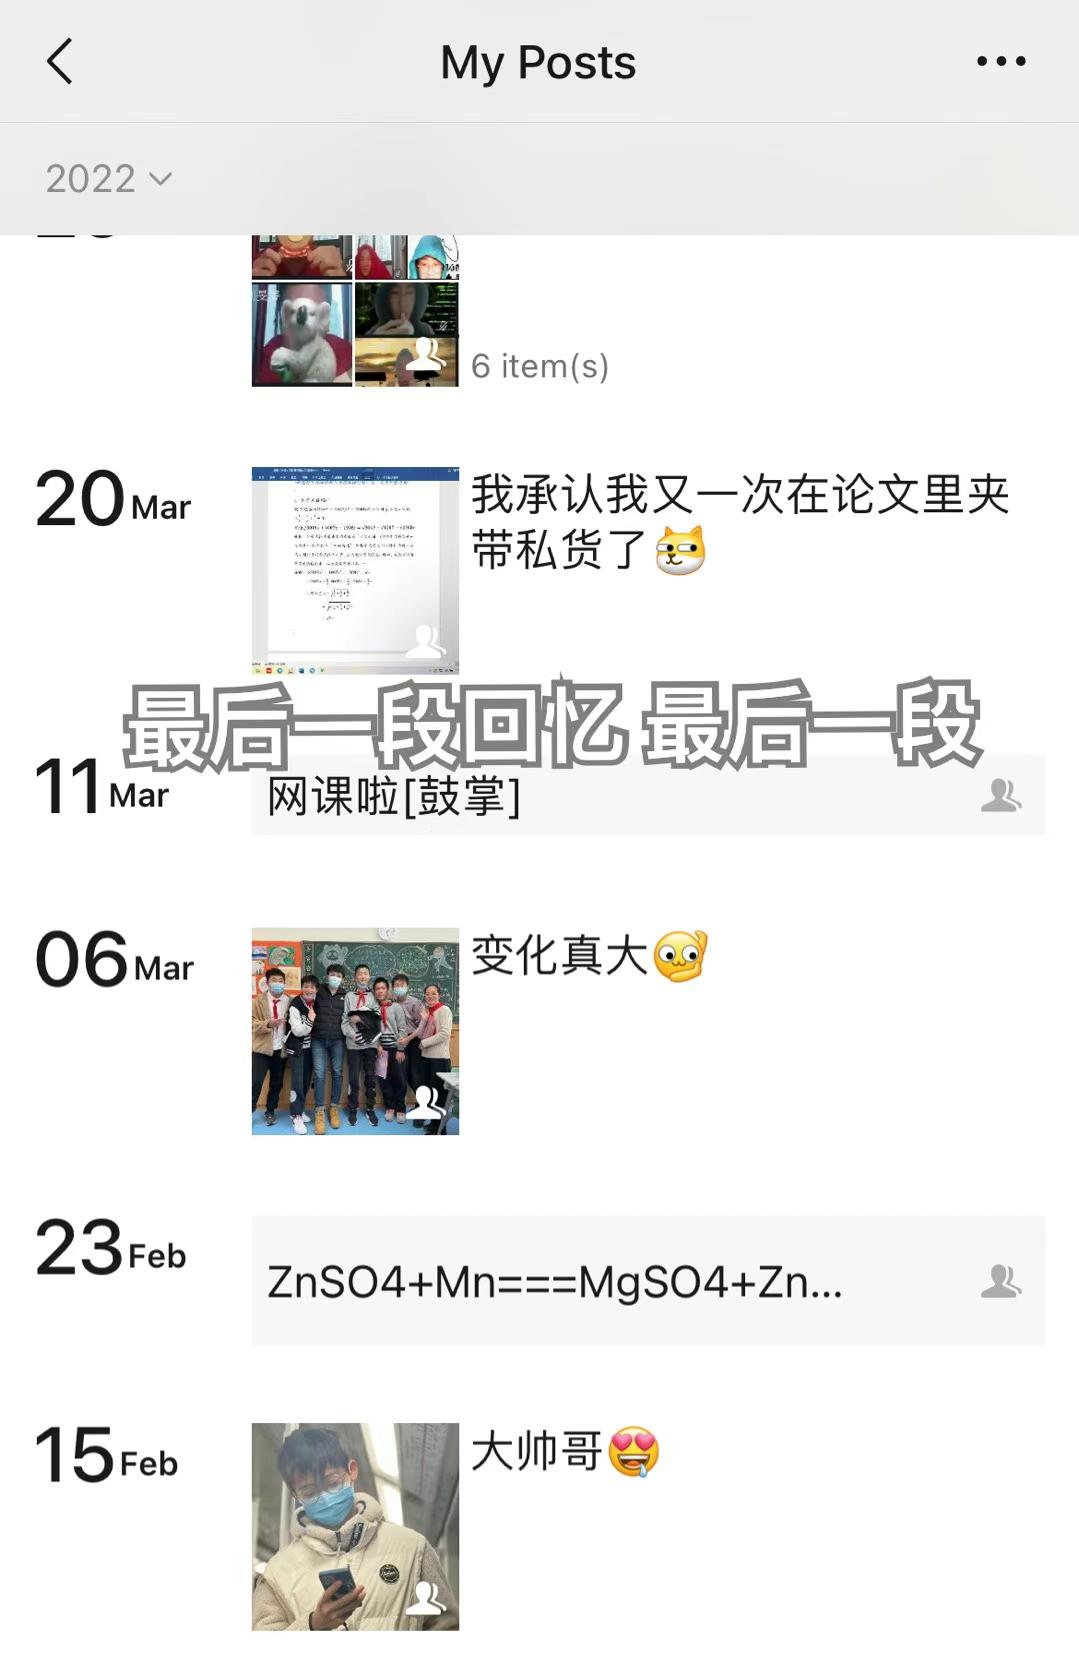 My Posts
2022
6 item(s)
20 Mar
我承认我又一次在论文里夹
带私货了
最后一段回忆 最后一段
11 Mar
网课啦[鼓掌]
06 Mar
变化真大
23 Feb
ZnSO4+Mn===MgSO4+Zn...
15 Feb
大帅哥